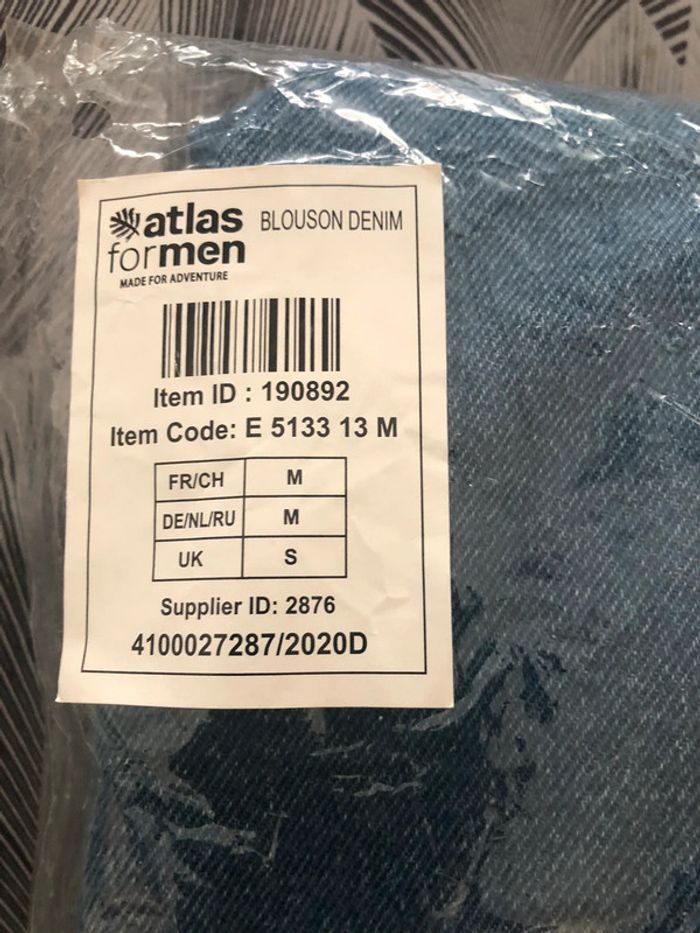 atlas
formen
MADE FOR ADVENTURE
BLOUSON DENIM
Item ID : 190892
Item Code: E 5133 13 M
FR/CH M
DE/NL/RU M
UK S
Supplier ID: 2876
4100027287/2020D